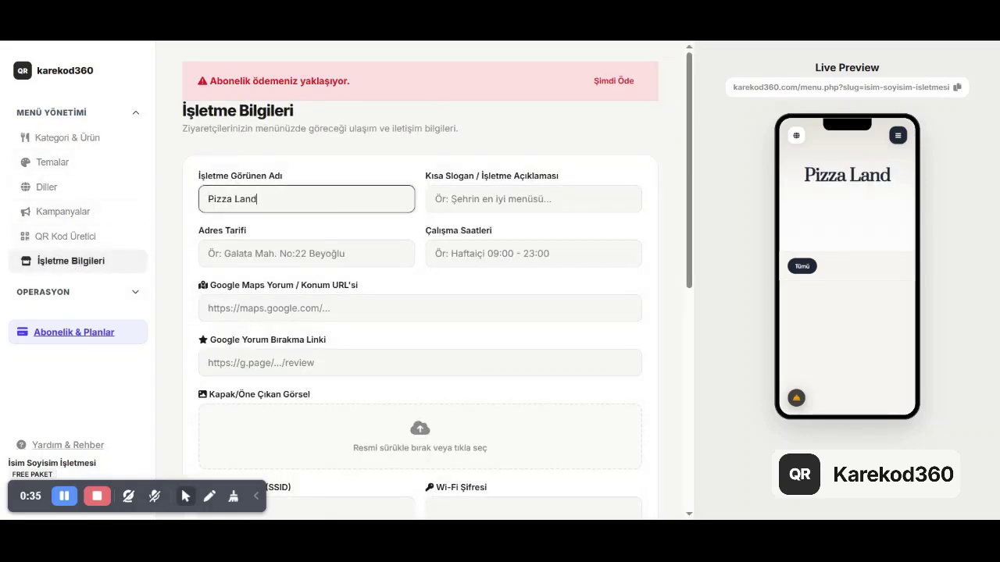 QR karekod360
MENÜ YÖNETİMİ
Kategori & Ürün
Temalar
Diller
Kampanyalar
QR Kod Üretici
İşletme Bilgileri
OPERASYON
Abonelik & Planlar
Yardım & Rehber
İsim Soyisim İşletmesi
FREE PAKET
0:35
Abonelik ödemeniz yaklaşıyor. Şimdi Öde
İşletme Bilgileri
Ziyaretçilerinizin menünüzde göreceği ulaşım ve iletişim bilgileri.
İşletme Görünen Adı
Pizza Land
Kısa Slogan / İşletme Açıklaması
Ör: Şehrin en iyi menüsü...
Adres Tarifi
Ör: Galata Mah. No:22 Beyoğlu
Çalışma Saatleri
Ör: Haftaiçi 09:00 - 23:00
Google Maps Yorum / Konum URL'si
https://maps.google.com/...
Google Yorum Bırakma Linki
https://g.page/.../review
Kapak/Öne Çıkan Görsel
Resmi sürükle bırak veya tıkla seç
(SSID)
Wi-Fi Şifresi
Live Preview
karekod360.com/menu.php?slug=isim-soyisim-isletmesi
Pizza Land
Tümü
QR Karekod360